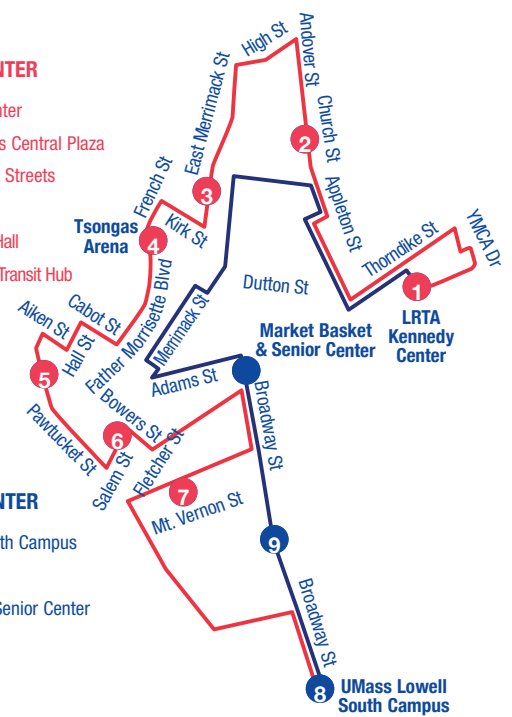 NTER
nter
s Central Plaza
Streets
Hall
Transit Hub
NTER
th Campus
Senior Center
High St
Andover St
Church St
East Merrimack St
2
3
French St
Kirk St
Appleton St
Tsongas
Arena
4
Thorndike St
YMCA Dr
1
LRTA
Kennedy
Center
Dutton St
Father Morrisette Blvd
Merrimack St
Market Basket
& Senior Center
Aiken St
Cabot St
Hall St
5
Adams St
Broadway St
Bowers St
6
Pawtucket St
Salem St
Fletcher St
7
Mt. Vernon St
9
Broadway St
8
UMass Lowell
South Campus